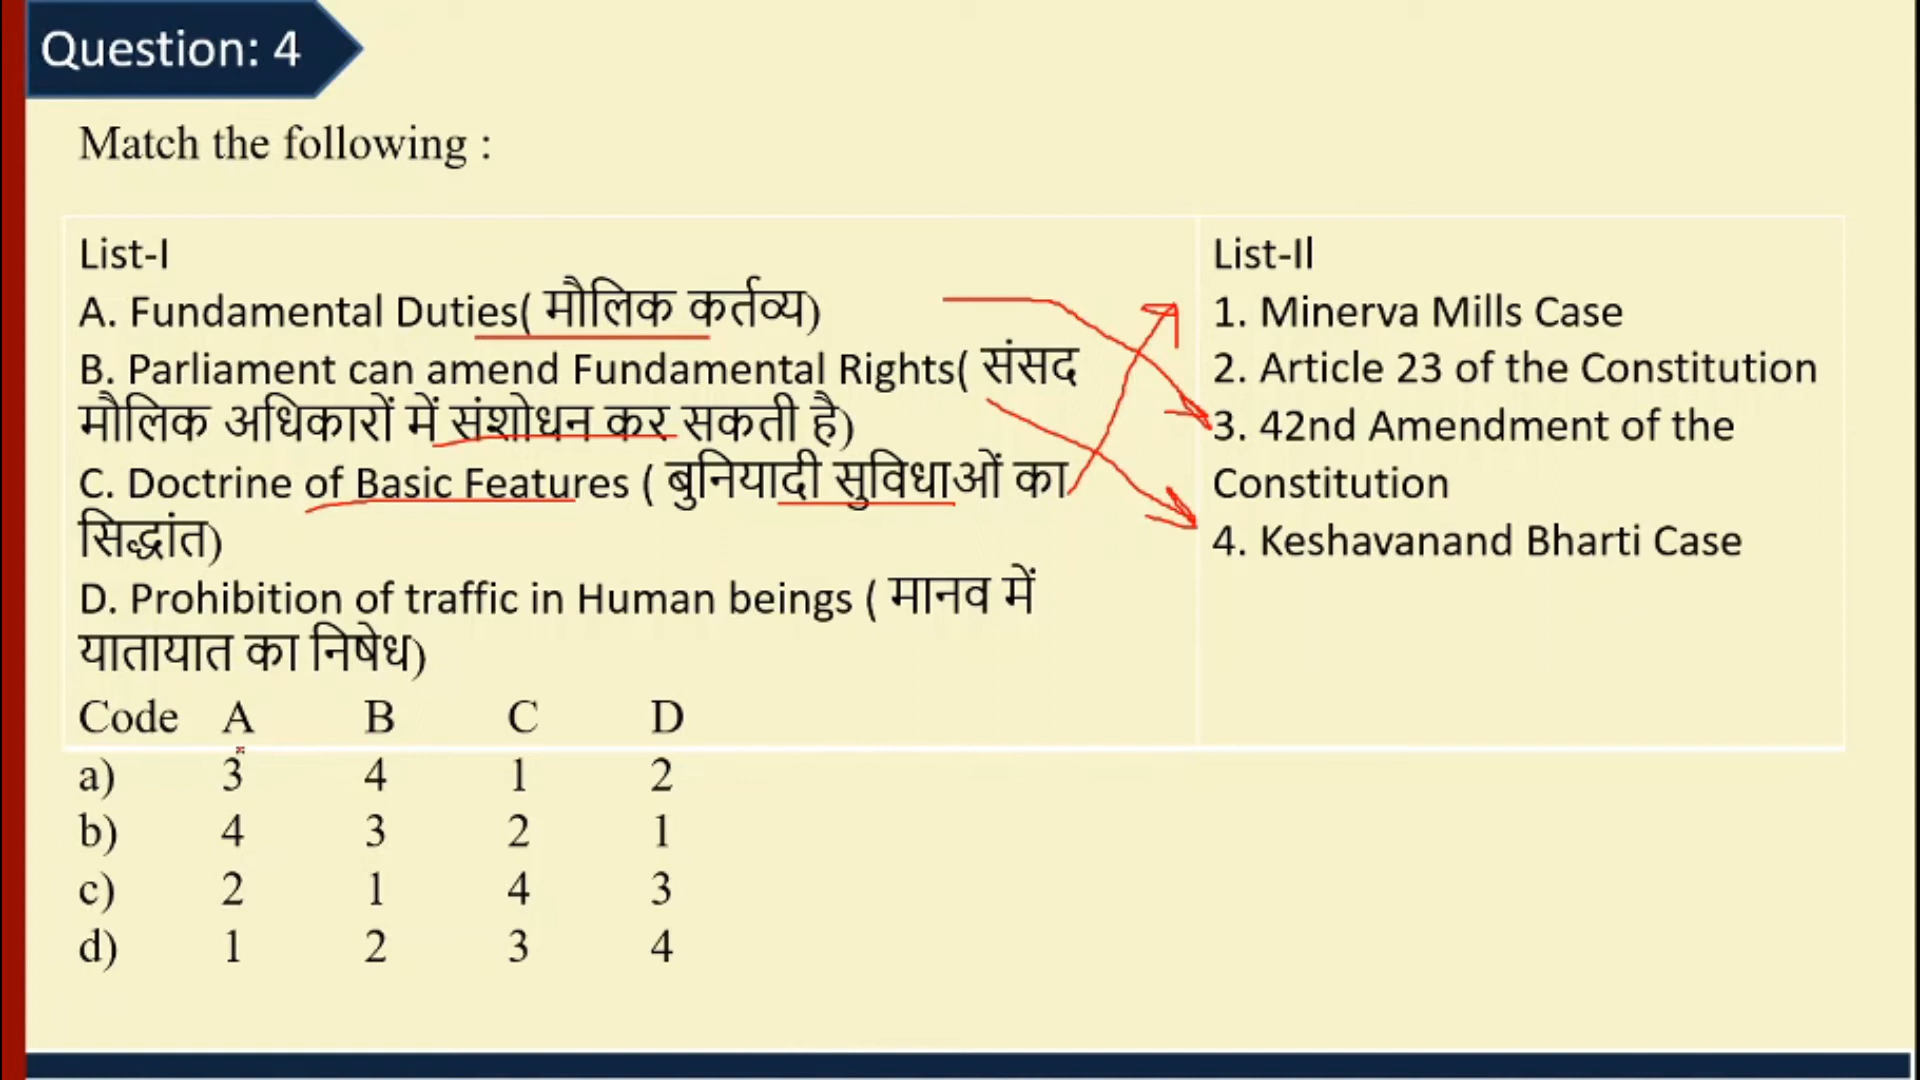 Question: 4
Match the following :
List-I
A. Fundamental Duties( मौलिक कर्तव्य)
B. Parliament can amend Fundamental Rights( संसद
मौलिक अधिकारों में संशोधन कर सकती है)
C. Doctrine of Basic Features ( बुनियादी सुविधाओं का
सिद्धांत)
D. Prohibition of traffic in Human beings ( मानव में
यातायात का निषेध)
List-II
1. Minerva Mills Case
2. Article 23 of the Constitution
3. 42nd Amendment of the
Constitution
4. Keshavanand Bharti Case
Code A B C D
a) 3 4 1 2
b) 4 3 2 1
c) 2 1 4 3
d) 1 2 3 4